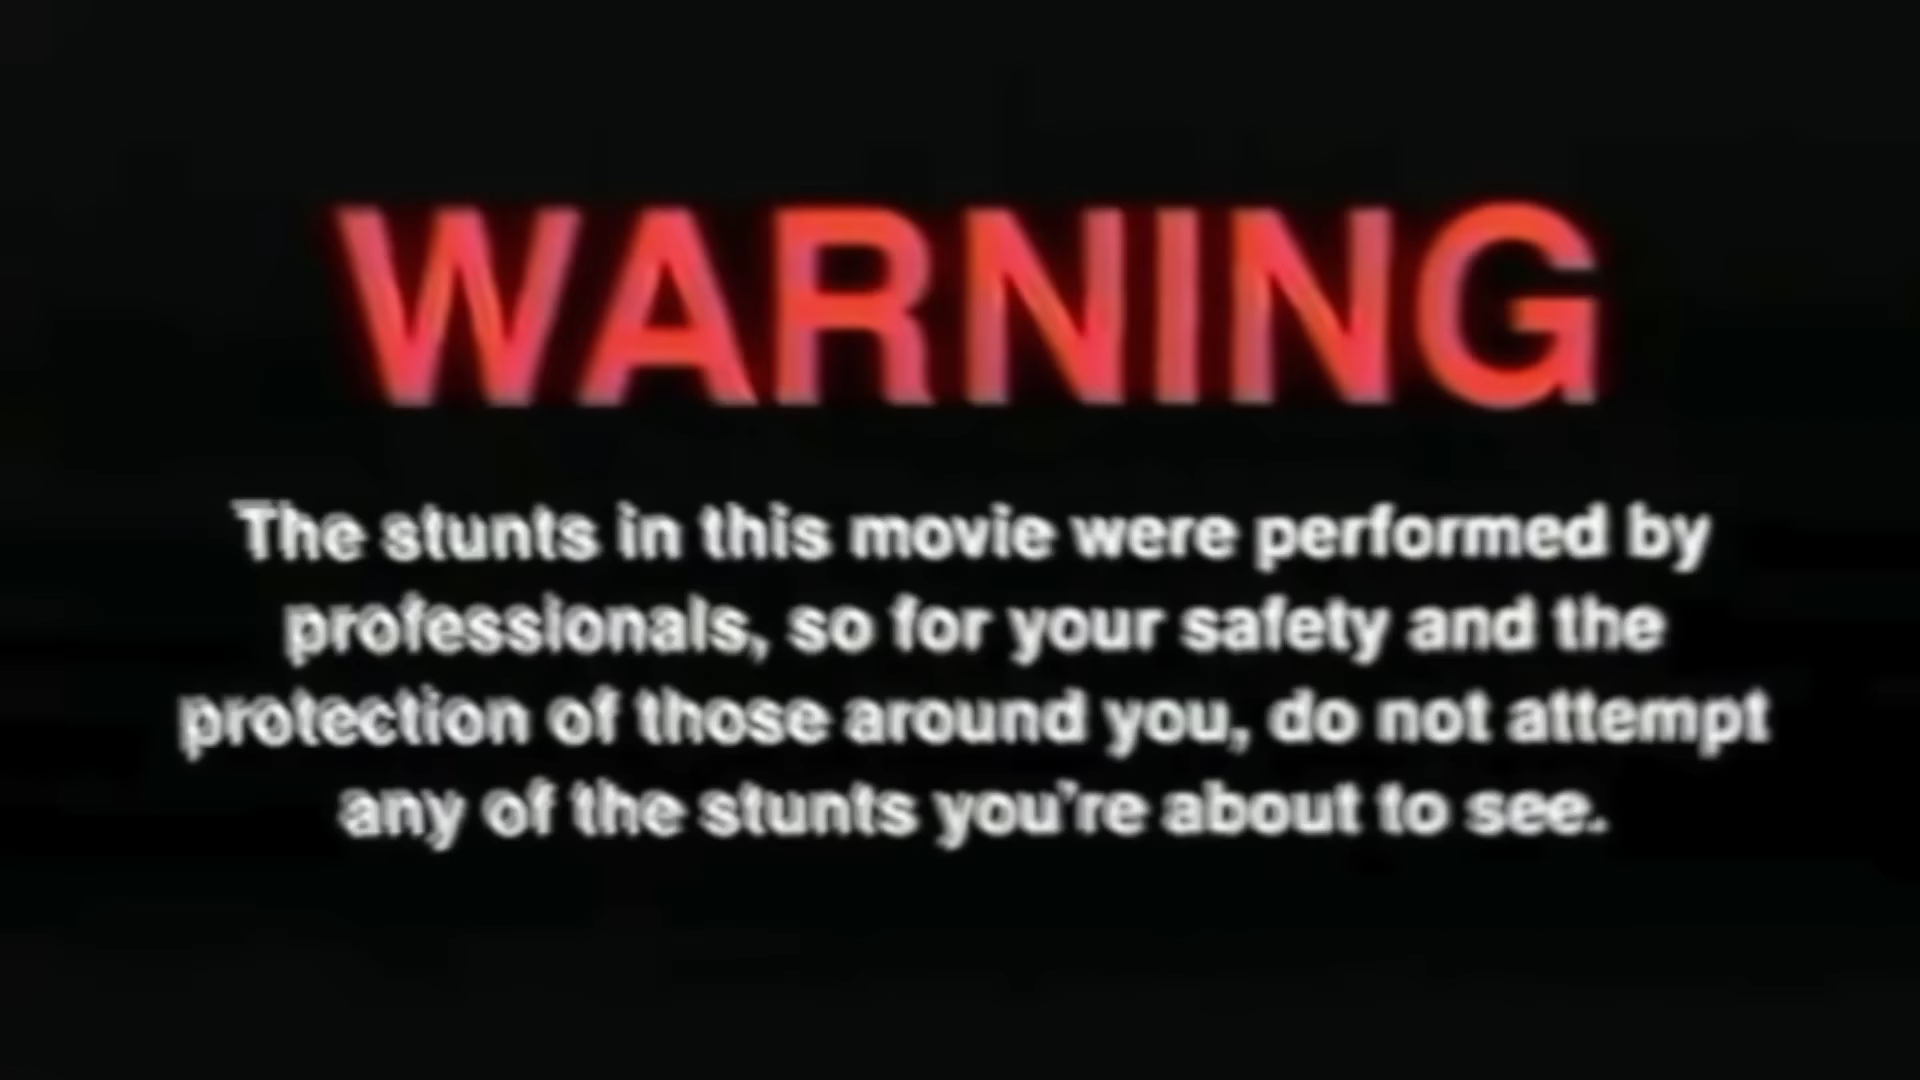 WARNING
The stunts in this movie were performed by
professionals, so for your safety and the
protection of those around you, do not attempt
any of the stunts you're about to see.